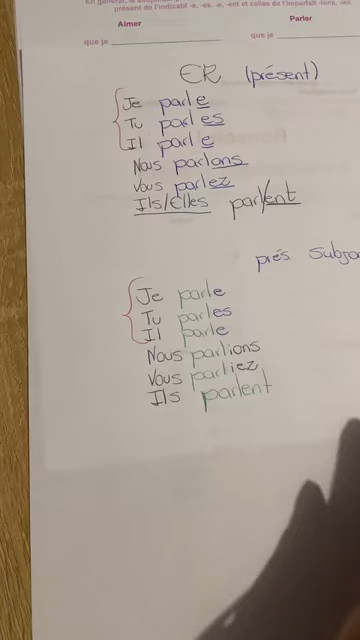 présent de l'indicatif -e, -es, -e, -ent et celles de l'imparfait -ions, -iez.
Aimer Parler
que je que je
ER (présent)
Je parle
Tu parles
Il parle
Nous parlons
Vous parlez
Ils/Elles parlent
prés Subjo
Je parle
Tu parles
Il parle
Nous parlions
Vous parliez
Ils parlent